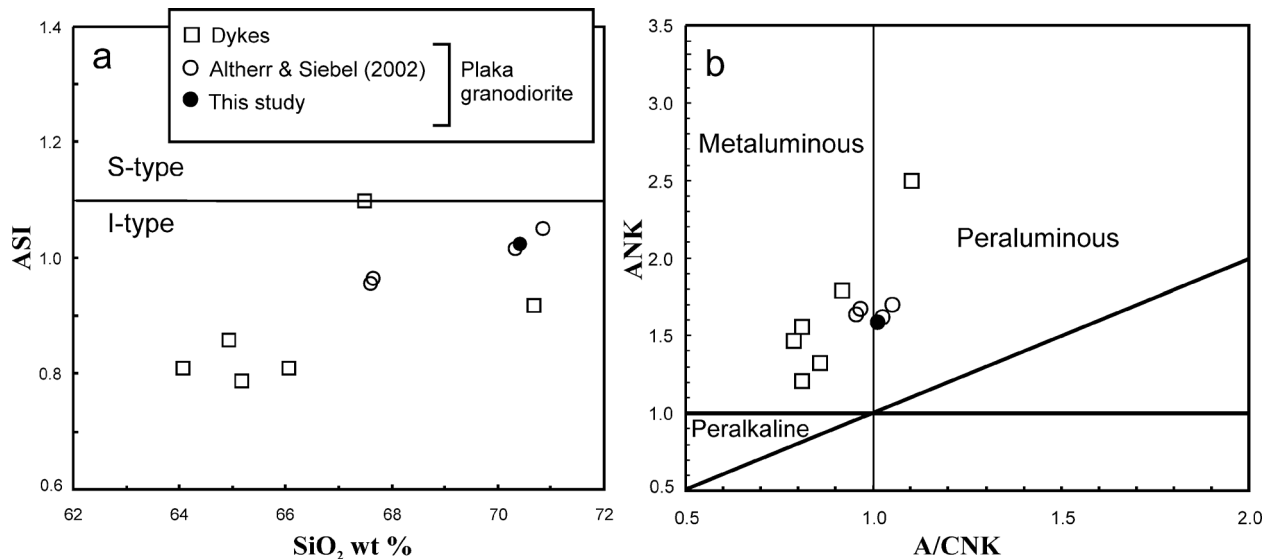 a
Dykes
Altherr & Siebel (2002)
This study
Plaka
granodiorite
S-type
I-type
1.4
1.2
1.0
0.8
0.6
ASI
62
64
66
68
70
72
SiO₂ wt %
b
Metaluminous
Peraluminous
Peralkaline
3.5
3.0
2.5
2.0
1.5
1.0
0.5
ANK
0.5
1.0
1.5
2.0
A/CNK